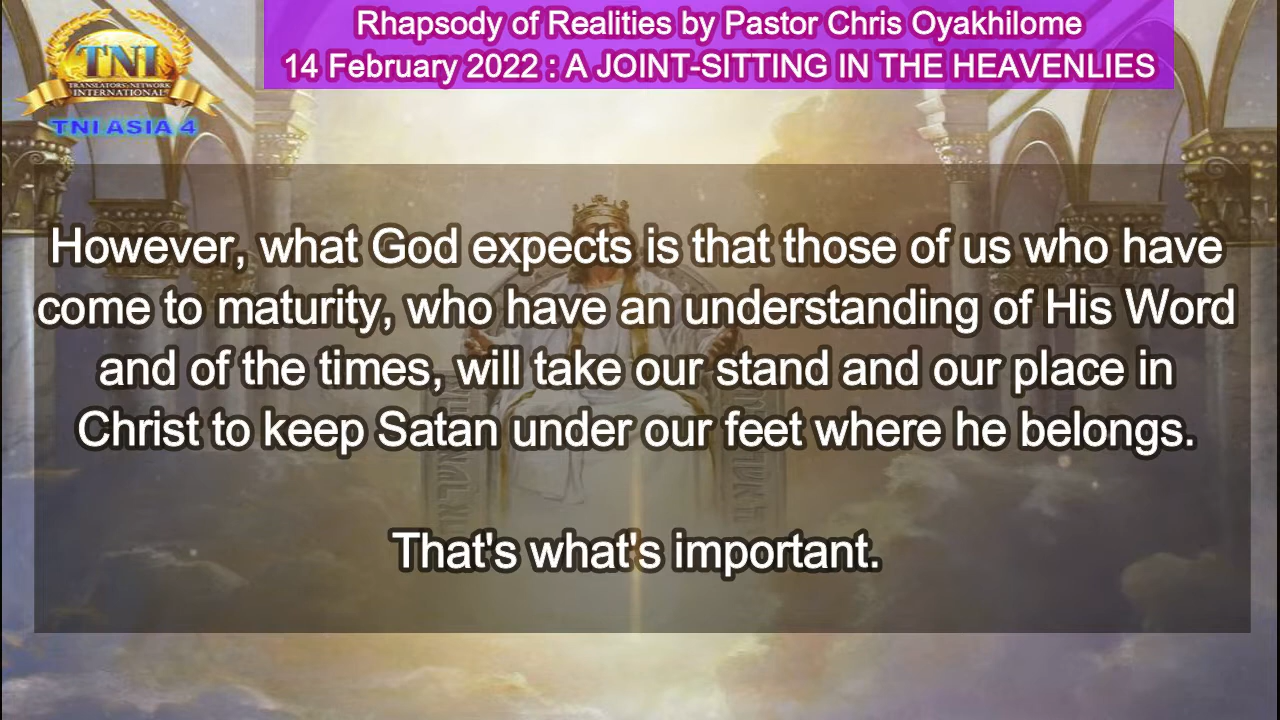 Rhapsody of Realities by Pastor Chris Oyakhilome
14 February 2022 : A JOINT-SITTING IN THE HEAVENLIES
TNI
TRANSLATORS NETWORK
INTERNATIONAL
TNI ASIA 4
However, what God expects is that those of us who have
come to maturity, who have an understanding of His Word
and of the times, will take our stand and our place in
Christ to keep Satan under our feet where he belongs.
That's what's important.